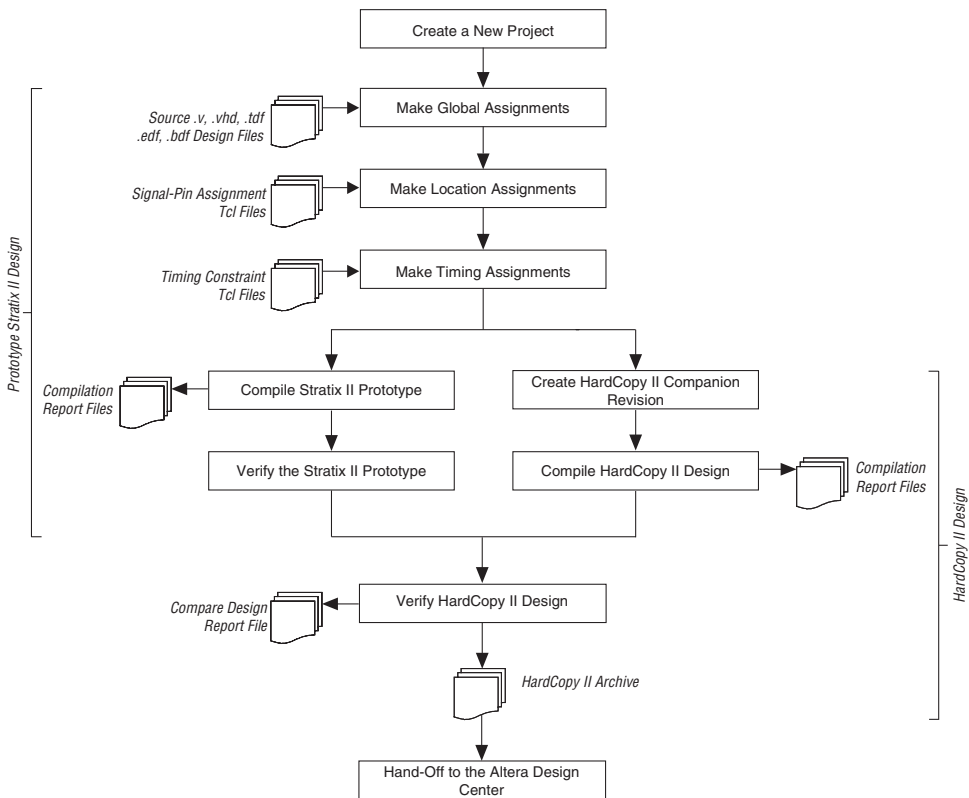 Create a New Project
Make Global Assignments
Source .v, .vhd, .tdf
.edf, .bdf Design Files
Make Location Assignments
Signal-Pin Assignment
Tcl Files
Make Timing Assignments
Timing Constraint
Tcl Files
Prototype Stratix II Design
Compile Stratix II Prototype
Compilation
Report Files
Create HardCopy II Companion
Revision
Verify the Stratix II Prototype
Compile HardCopy II Design
Compilation
Report Files
HardCopy II Design
Verify HardCopy II Design
Compare Design
Report File
HardCopy II Archive
Hand-Off to the Altera Design
Center